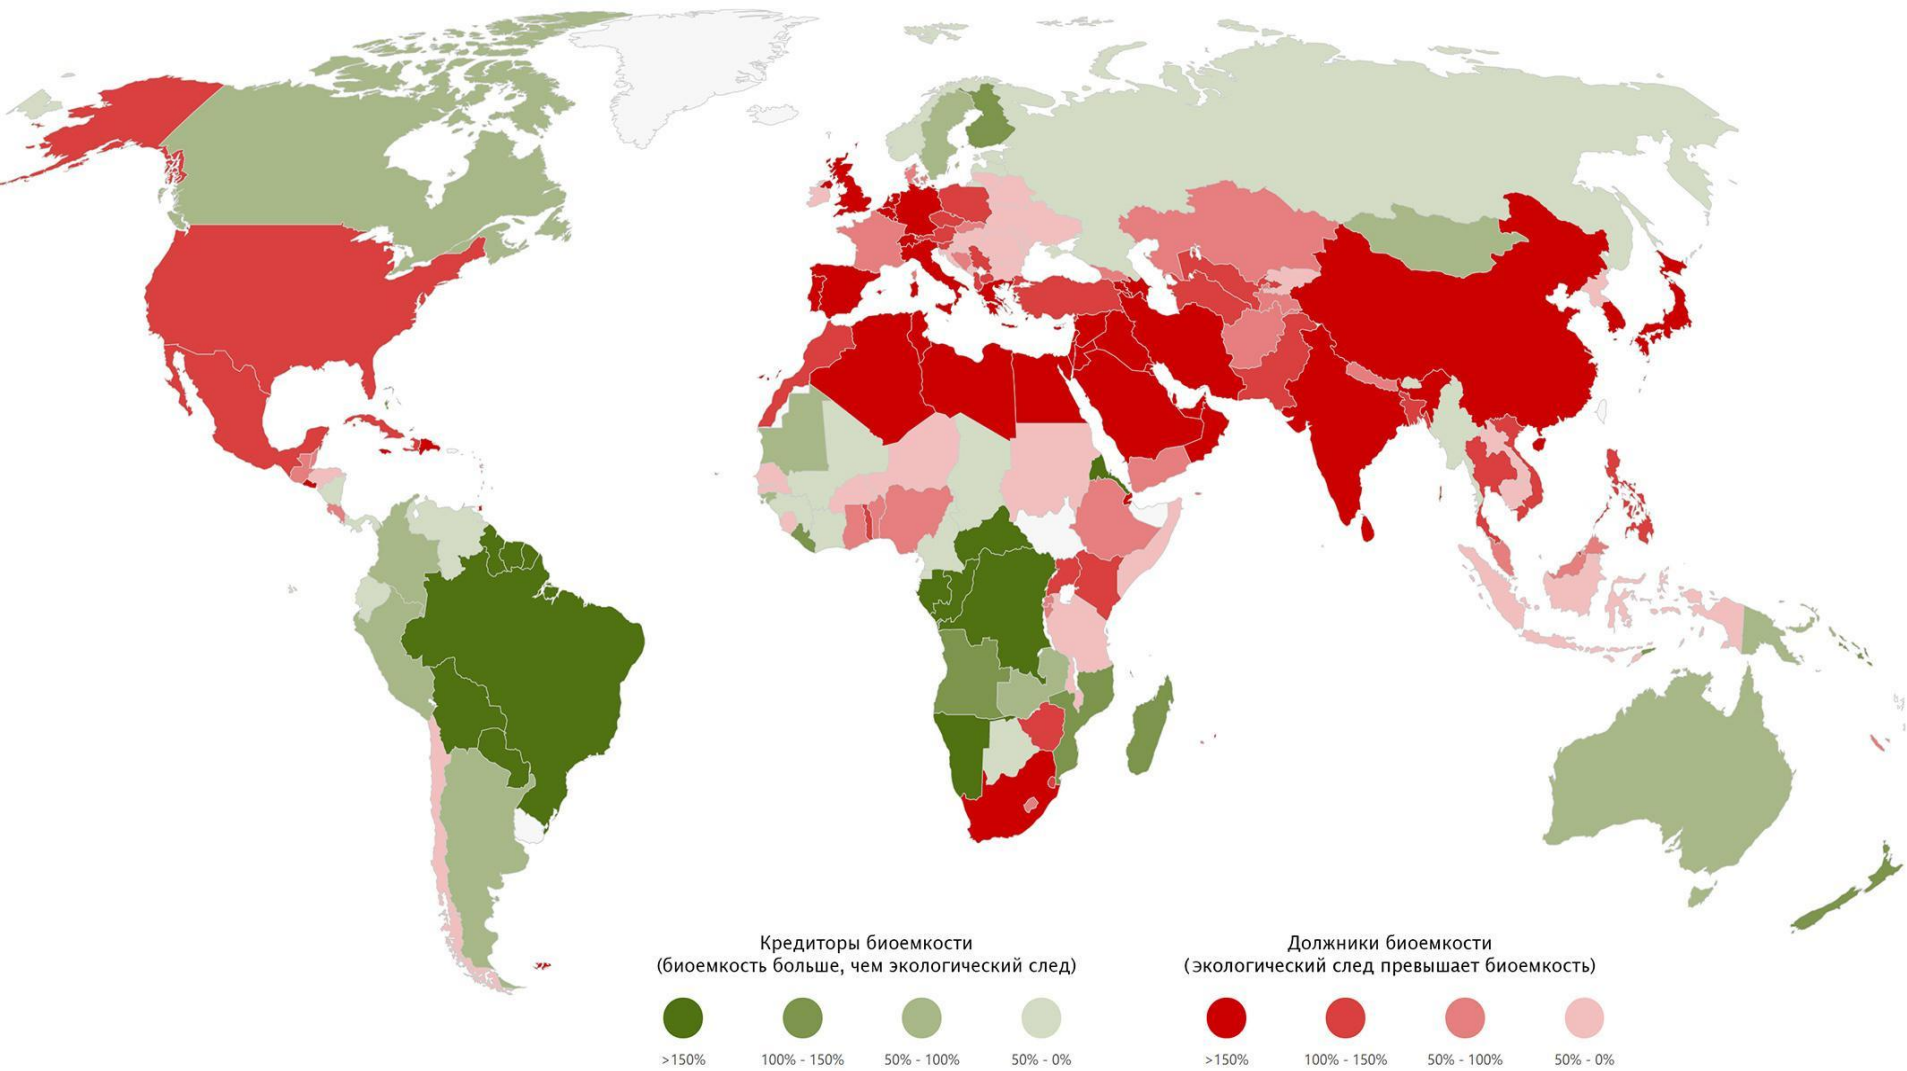 Кредиторы биоемкости
(биоемкость больше, чем экологический след)
>150%
100% - 150%
50% - 100%
50% - 0%
Должники биоемкости
(экологический след превышает биоемкость)
>150%
100% - 150%
50% - 100%
50% - 0%